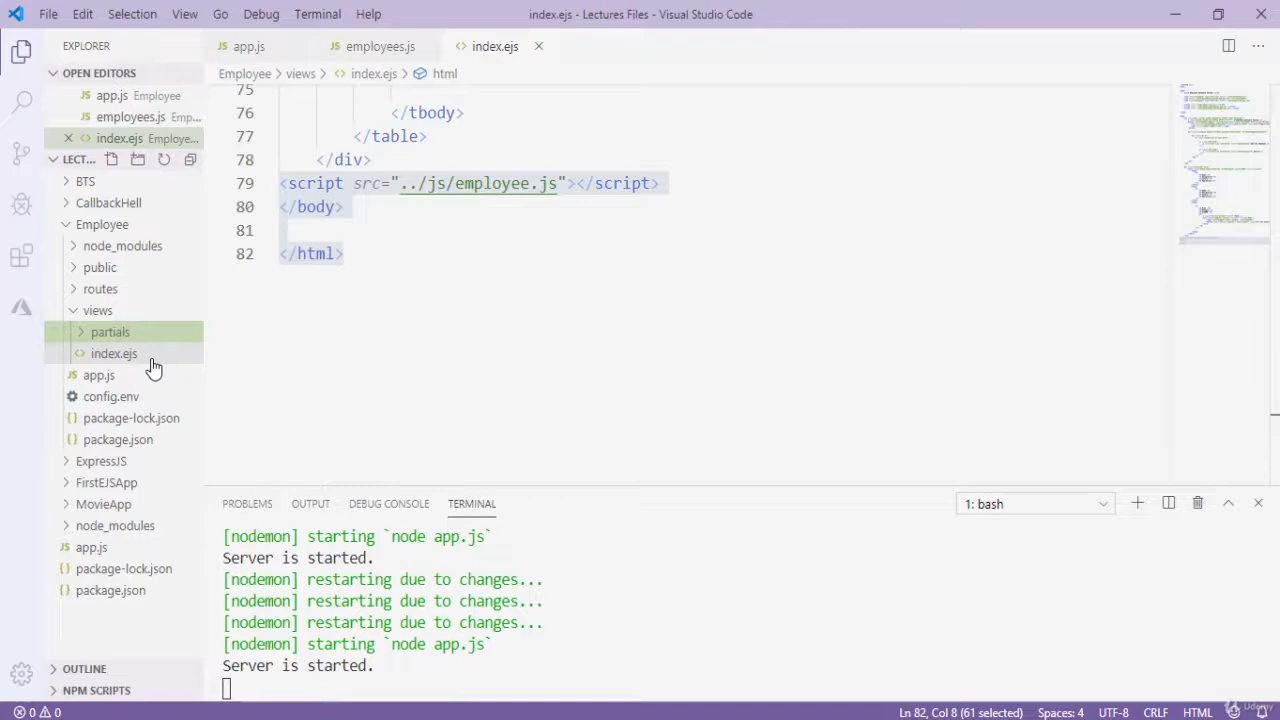 File Edit Selection View Go Debug Terminal Help
index.ejs - Lectures Files - Visual Studio Code
EXPLORER
OPEN EDITORS
app.js Employee
employees.js Emp...
index.ejs Employe...
LECT...
BTS
CallbackHell
Employee
node_modules
public
routes
views
partials
index.ejs
app.js
config.env
package-lock.json
package.json
ExpressJS
FirstEJSApp
MovieApp
node_modules
app.js
package-lock.json
package.json
OUTLINE
NPM SCRIPTS
app.js employees.js index.ejs
Employee views index.ejs html
75
76 </tbody>
77 </table>
78 </div>
79 <script src="../js/employee.js"></script>
80 </body>
81
82 </html>
PROBLEMS OUTPUT DEBUG CONSOLE TERMINAL 1: bash
[nodemon] starting `node app.js`
Server is started.
[nodemon] restarting due to changes...
[nodemon] restarting due to changes...
[nodemon] restarting due to changes...
[nodemon] starting `node app.js`
Server is started.
0 0
Ln 82, Col 8 (61 selected) Spaces: 4 UTF-8 CRLF HTML
Udemy